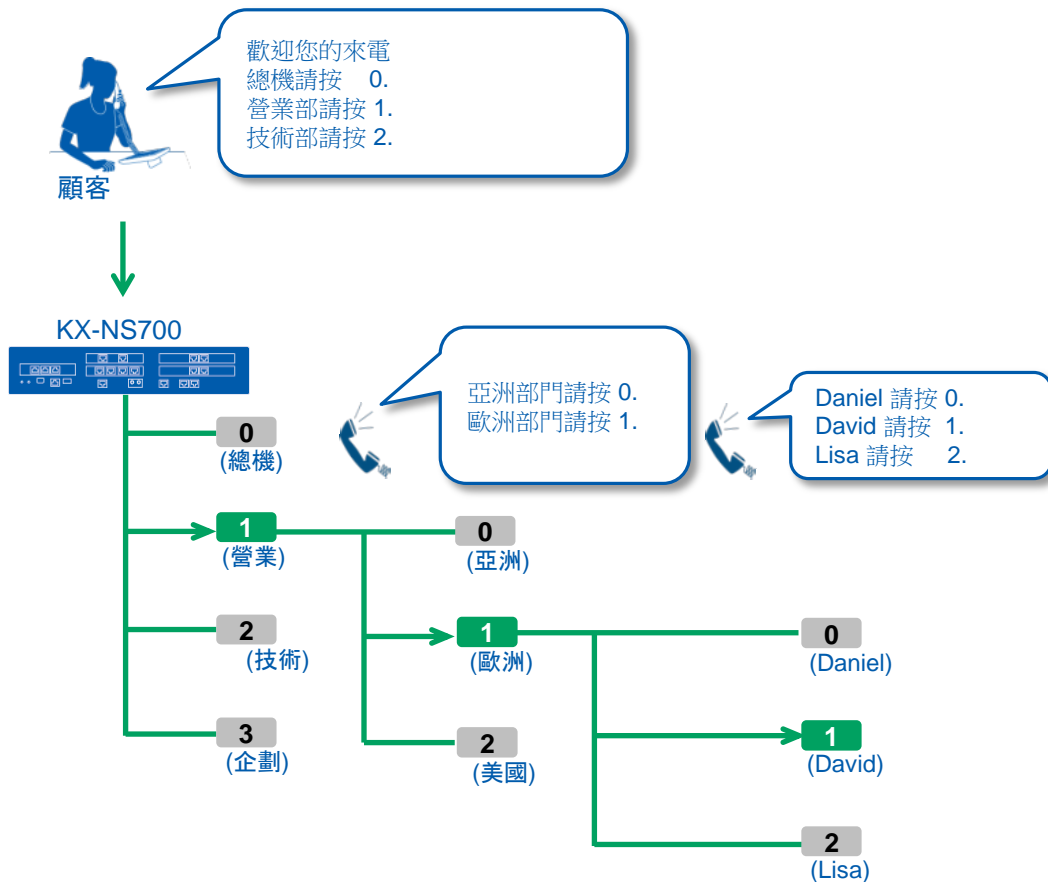 歡迎您的來電
總機請按 0.
營業部請按 1.
技術部請按 2.
顧客
KX-NS700
亞洲部門請按 0.
歐洲部門請按 1.
Daniel 請按 0.
David 請按 1.
Lisa 請按 2.
0
(總機)
1
(營業)
0
(亞洲)
2
(技術)
1
(歐洲)
0
(Daniel)
3
(企劃)
2
(美國)
1
(David)
2
(Lisa)